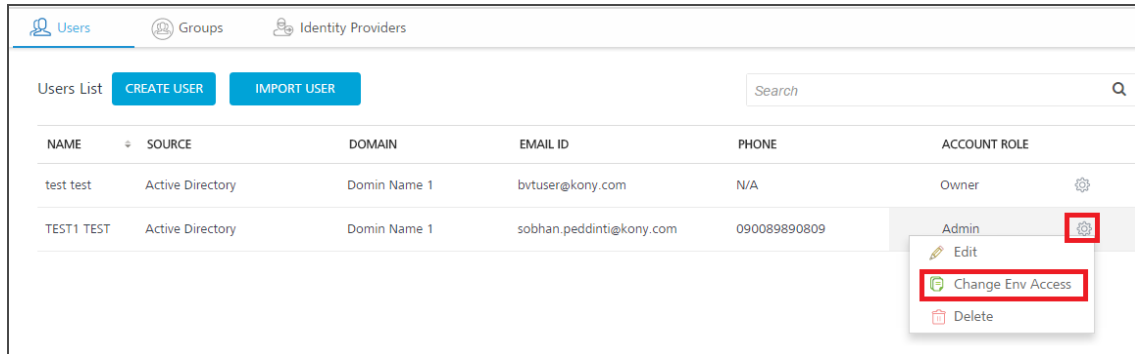 Users Groups Identity Providers
Users List CREATE USER IMPORT USER Search
NAME SOURCE DOMAIN EMAIL ID PHONE ACCOUNT ROLE
test test Active Directory Domin Name 1 bvtuser@kony.com N/A Owner
TEST1 TEST Active Directory Domin Name 1 sobhan.peddinti@kony.com 090089890809 Admin
Edit
Change Env Access
Delete